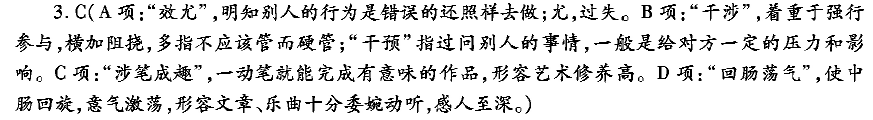 3. C(A 项:“效尤”,明知别人的行为是错误的还照样去做;尤,过失。B 项:“干涉”,着重于强行
参与,横加阻挠,多指不应该管而硬管;“干预”指过问别人的事情,一般是给对方一定的压力和影
响。C 项:“涉笔成趣”,一动笔就能完成有意味的作品,形容艺术修养高。D 项:“回肠荡气”,使中
肠回旋,意气激荡,形容文章、乐曲十分委婉动听,感人至深。)